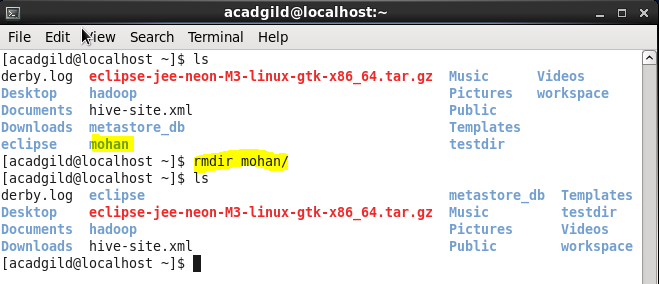 acadgild@localhost:~
File Edit View Search Terminal Help
[acadgild@localhost ~]$ ls
derby.log eclipse-jee-neon-M3-linux-gtk-x86_64.tar.gz Music Videos
Desktop hadoop Pictures workspace
Documents hive-site.xml Public
Downloads metastore_db Templates
eclipse mohan testdir
[acadgild@localhost ~]$ rmdir mohan/
[acadgild@localhost ~]$ ls
derby.log eclipse metastore_db Templates
Desktop eclipse-jee-neon-M3-linux-gtk-x86_64.tar.gz Music testdir
Documents hadoop Pictures Videos
Downloads hive-site.xml Public workspace
[acadgild@localhost ~]$